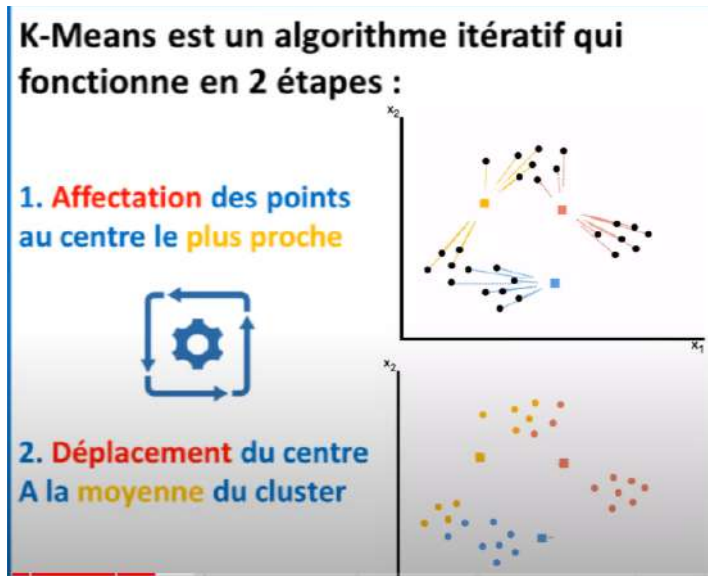 K-Means est un algorithme itératif qui
fonctionne en 2 étapes :
1. Affectation des points
au centre le plus proche
x2
x1
2. Déplacement du centre
A la moyenne du cluster
x2